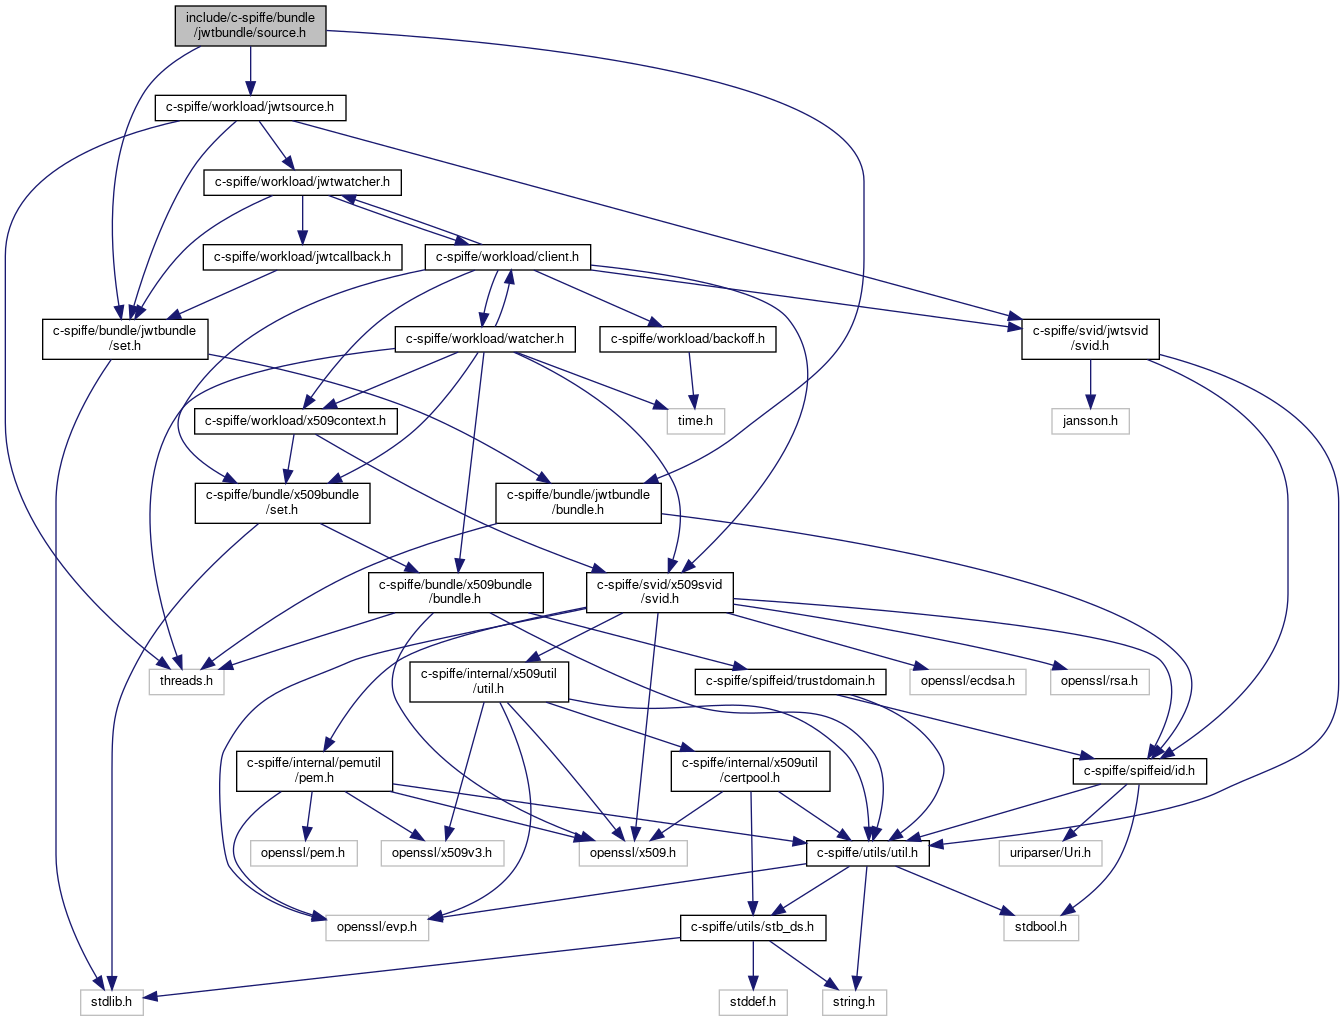 include/c-spiffe/bundle
/jwtbundle/source.h
c-spiffe/workload/jwtsource.h
c-spiffe/workload/jwtwatcher.h
c-spiffe/workload/jwtcallback.h
c-spiffe/workload/client.h
c-spiffe/bundle/jwtbundle
/set.h
c-spiffe/workload/watcher.h
c-spiffe/workload/backoff.h
c-spiffe/svid/jwtsvid
/svid.h
c-spiffe/workload/x509context.h
time.h
jansson.h
c-spiffe/bundle/x509bundle
/set.h
c-spiffe/bundle/jwtbundle
/bundle.h
c-spiffe/bundle/x509bundle
/bundle.h
c-spiffe/svid/x509svid
/svid.h
threads.h
c-spiffe/internal/x509util
/util.h
c-spiffe/spiffeid/trustdomain.h
openssl/ecdsa.h
openssl/rsa.h
c-spiffe/internal/pemutil
/pem.h
c-spiffe/internal/x509util
/certpool.h
c-spiffe/spiffeid/id.h
openssl/pem.h
openssl/x509v3.h
openssl/x509.h
c-spiffe/utils/util.h
uriparser/Uri.h
openssl/evp.h
c-spiffe/utils/stb_ds.h
stdbool.h
stdlib.h
stddef.h
string.h